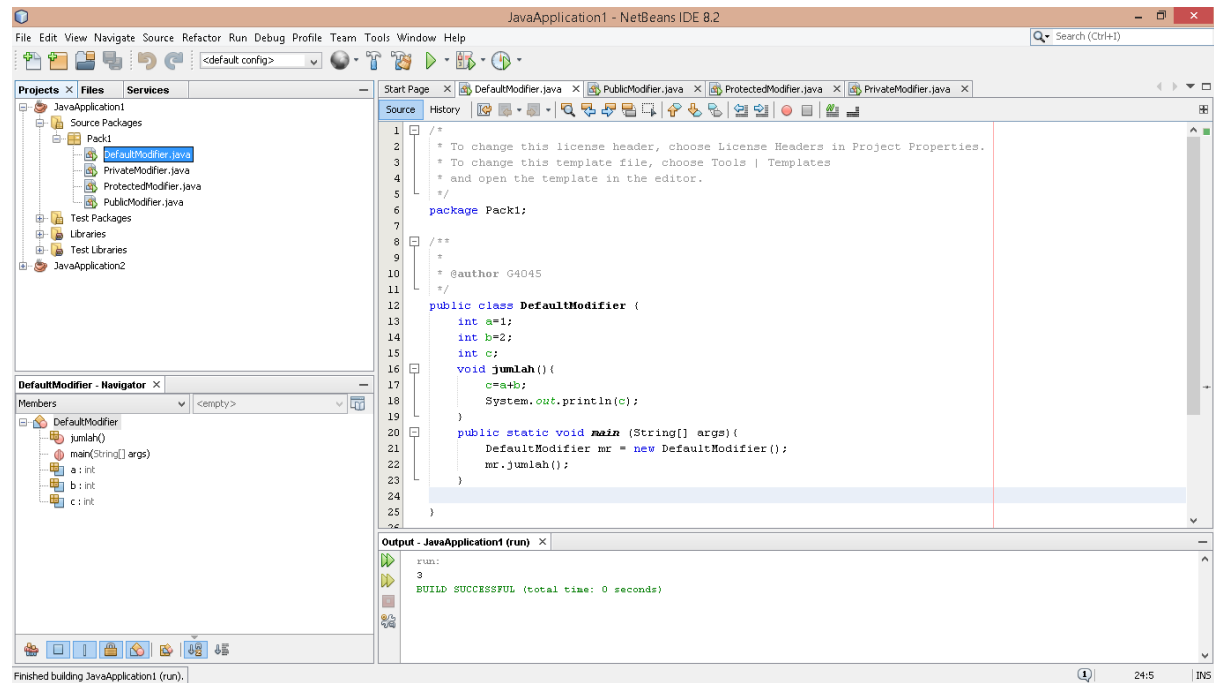 JavaApplication1 - NetBeans IDE 8.2
File Edit View Navigate Source Refactor Run Debug Profile Team Tools Window Help
Search (Ctrl+I)
<default config>
Projects Files Services
JavaApplication1
Source Packages
Pack1
DefaultModifier.java
PrivateModifier.java
ProtectedModifier.java
PublicModifier.java
Test Packages
Libraries
Test Libraries
JavaApplication2
DefaultModifier - Navigator
Members <empty>
DefaultModifier
jumlah()
main(String[] args)
a : int
b : int
c : int
Start Page DefaultModifier.java PublicModifier.java ProtectedModifier.java PrivateModifier.java
Source History
1 /*
2 * To change this license header, choose License Headers in Project Properties.
3 * To change this template file, choose Tools | Templates
4 * and open the template in the editor.
5 */
6 package Pack1;
7
8 /**
9 *
10 * @author G4045
11 */
12 public class DefaultModifier {
13 int a=1;
14 int b=2;
15 int c;
16 void jumlah(){
17 c=a+b;
18 System.out.println(c);
19 }
20 public static void main (String[] args){
21 DefaultModifier mr = new DefaultModifier();
22 mr.jumlah();
23 }
24
25 }
26
Output - JavaApplication1 (run)
run:
3
BUILD SUCCESSFUL (total time: 0 seconds)
Finished building JavaApplication1 (run).
1 24:5 INS